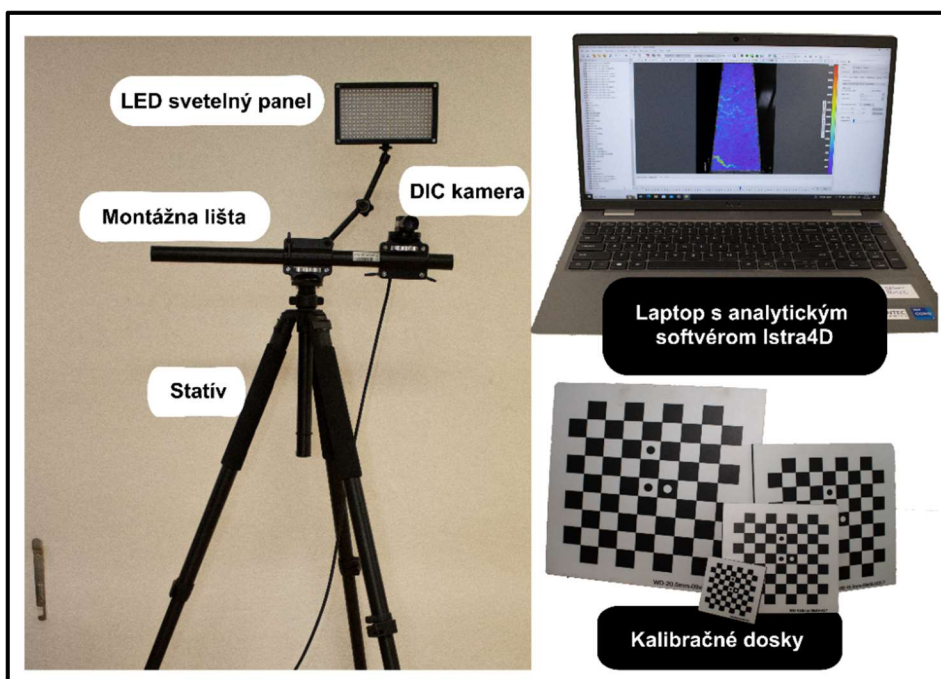 LED svetelný panel
DIC kamera
Montážna lišta
Statív
Laptop s analytickým
softvérom Istra4D
Kalibračné dosky